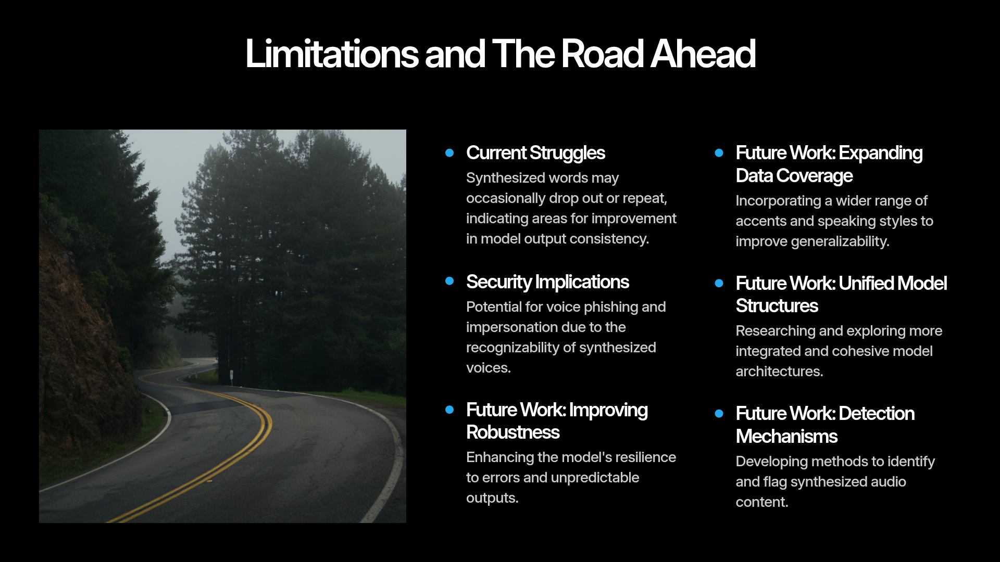 Limitations and The Road Ahead
Current Struggles
Synthesized words may
occasionally drop out or repeat,
indicating areas for improvement
in model output consistency.
Security Implications
Potential for voice phishing and
impersonation due to the
recognizability of synthesized
voices.
Future Work: Improving
Robustness
Enhancing the model's resilience
to errors and unpredictable
outputs.
Future Work: Expanding
Data Coverage
Incorporating a wider range of
accents and speaking styles to
improve generalizability.
Future Work: Unified Model
Structures
Researching and exploring more
integrated and cohesive model
architectures.
Future Work: Detection
Mechanisms
Developing methods to identify
and flag synthesized audio
content.